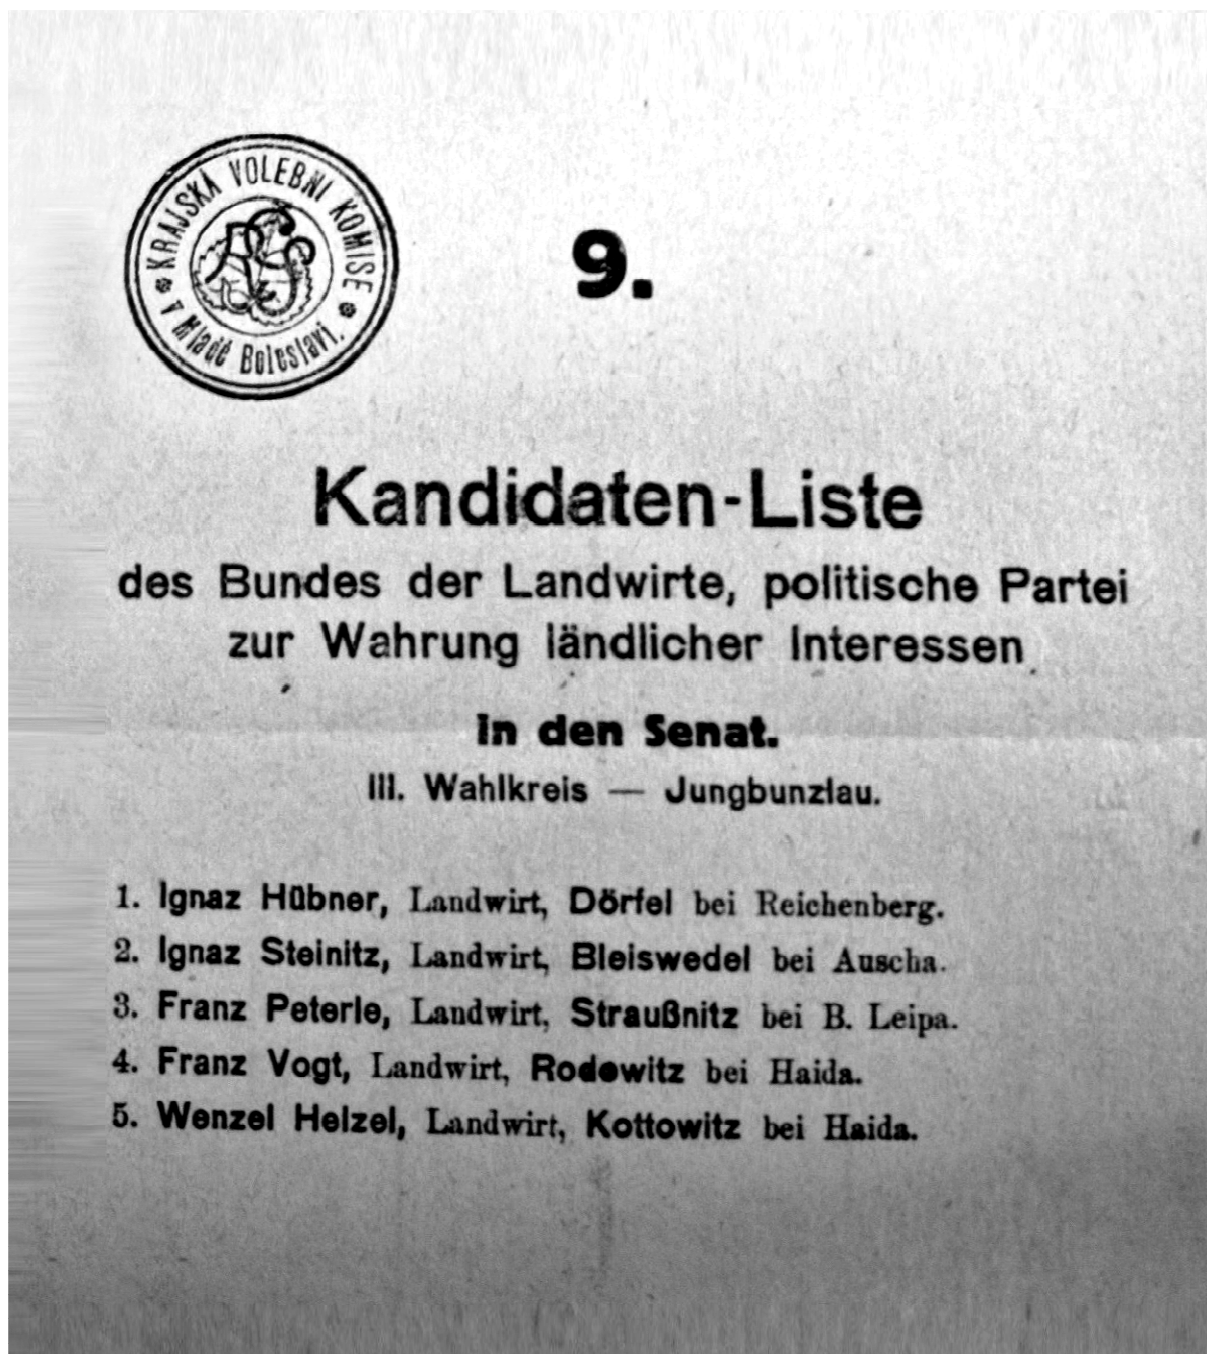 KRAJSKÁ VOLEBNÍ KOMISE
v Mladé Boleslavi.
9.
Kandidaten-Liste
des Bundes der Landwirte, politische Partei
zur Wahrung ländlicher Interessen
in den Senat.
III. Wahlkreis — Jungbunzlau.
1. Ignaz Hübner, Landwirt, Dörfel bei Reichenberg.
2. Ignaz Steinitz, Landwirt, Bleiswedel bei Auscha.
3. Franz Peterle, Landwirt, Straußnitz bei B. Leipa.
4. Franz Vogt, Landwirt, Rodowitz bei Haida.
5. Wenzel Helzel, Landwirt, Kottowitz bei Haida.